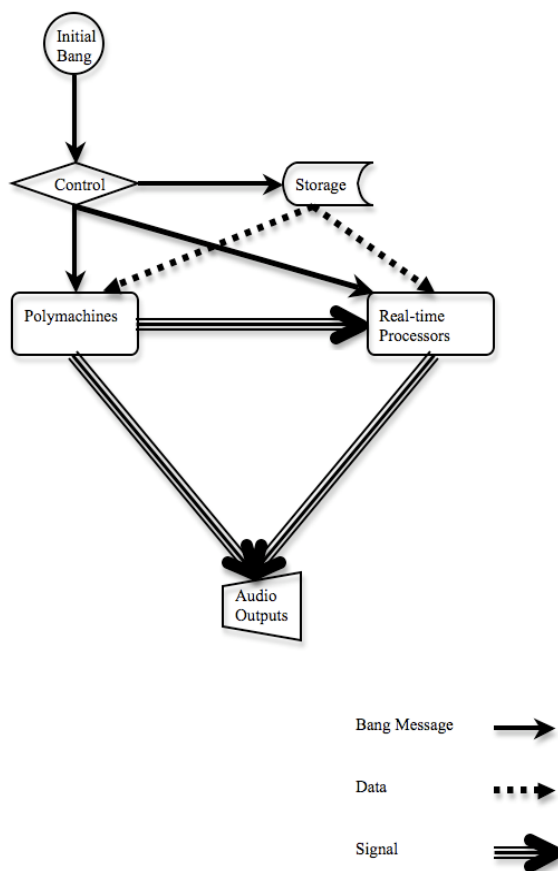 Initial
Bang
Control
Storage
Polymachines
Real-time
Processors
Audio
Outputs
Bang Message
Data
Signal